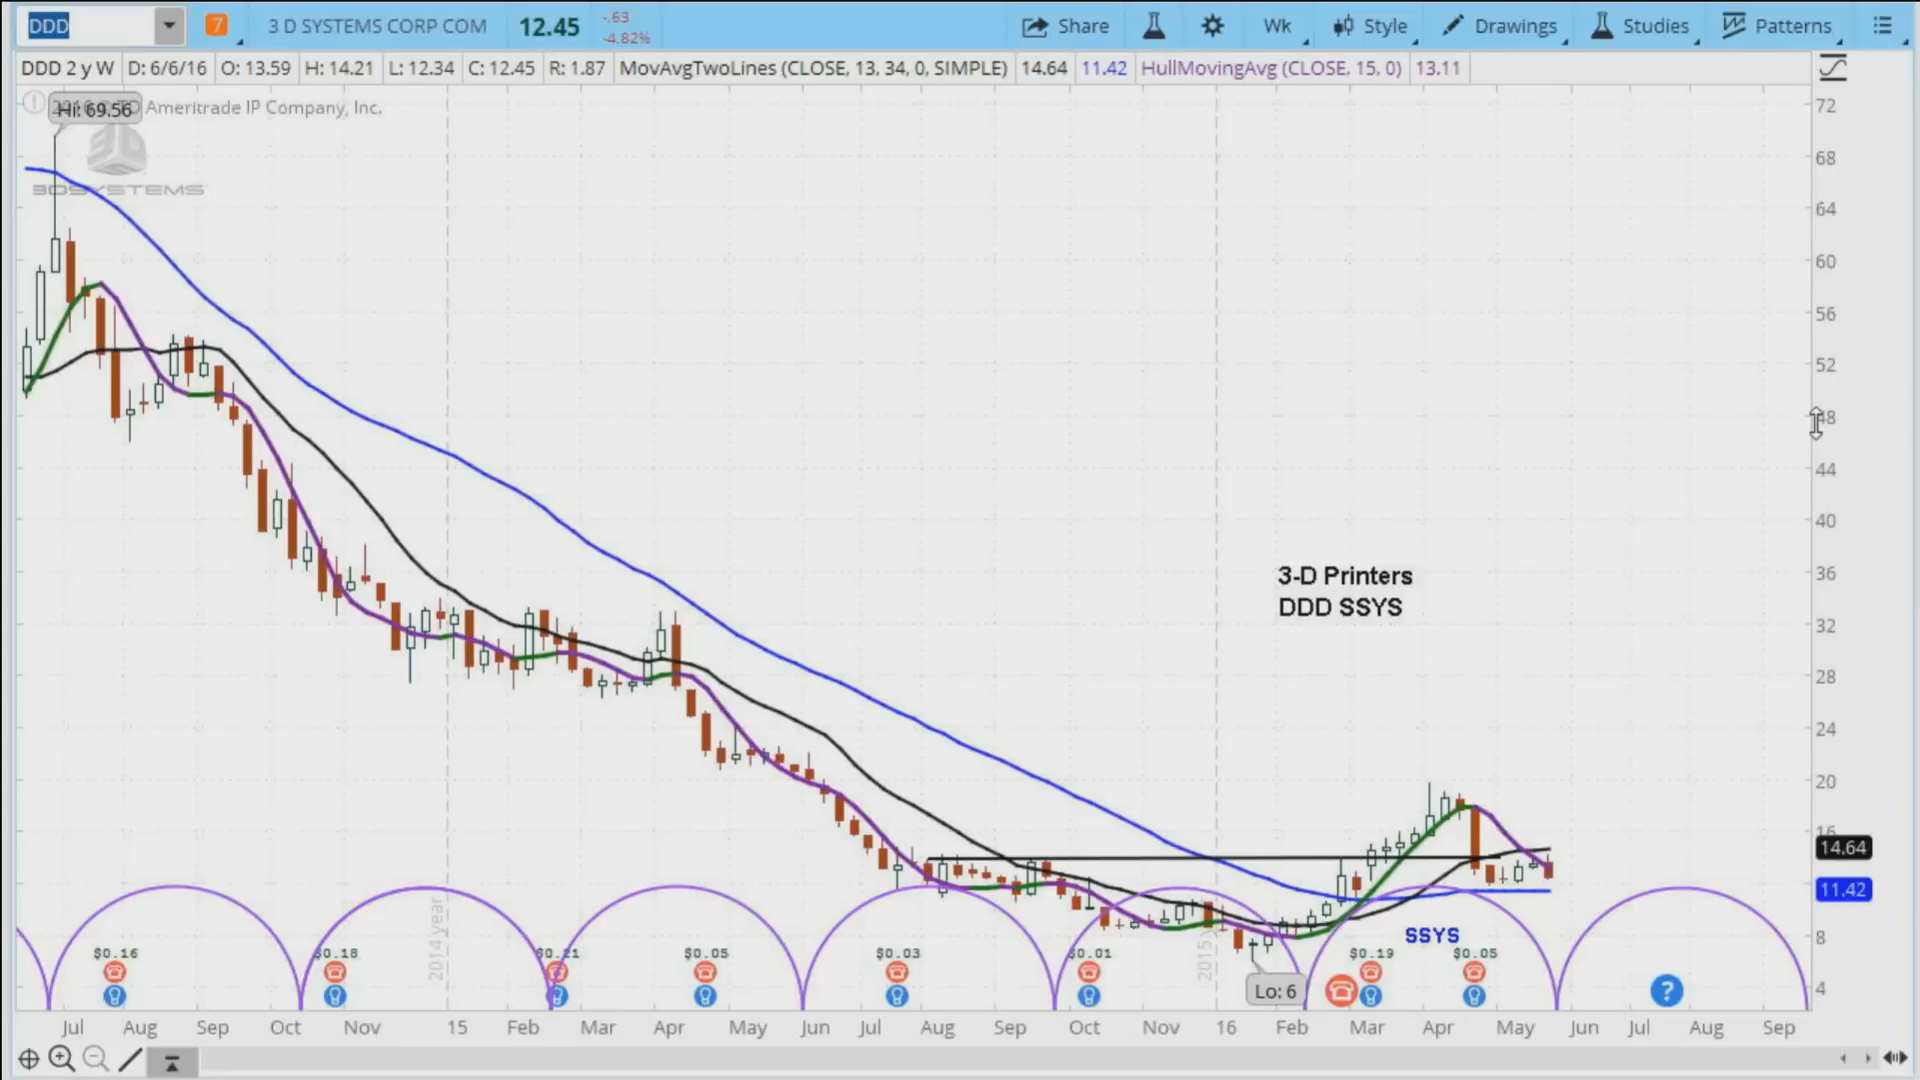 DDD 7 3 D SYSTEMS CORP COM 12.45 -.63 -4.82% Share Wk Style Drawings Studies Patterns
DDD 2 y W D: 6/6/16 O: 13.59 H: 14.21 L: 12.34 C: 12.45 R: 1.87 MovAvgTwoLines (CLOSE, 13, 34, 0, SIMPLE) 14.64 11.42 HullMovingAvg (CLOSE, 15, 0) 13.11
Hi: 69.56 Ameritrade IP Company, Inc.
3DSYSTEMS
72
68
64
60
56
52
48
44
40
36
32
28
24
20
16
14.64
11.42
8
4
3-D Printers
DDD SSYS
SSYS
$0.16 $0.18 $0.21 $0.05 $0.03 $0.01 $0.19 $0.05
2014 year
2015
Lo: 6
?
Jul Aug Sep Oct Nov 15 Feb Mar Apr May Jun Jul Aug Sep Oct Nov 16 Feb Mar Apr May Jun Jul Aug Sep